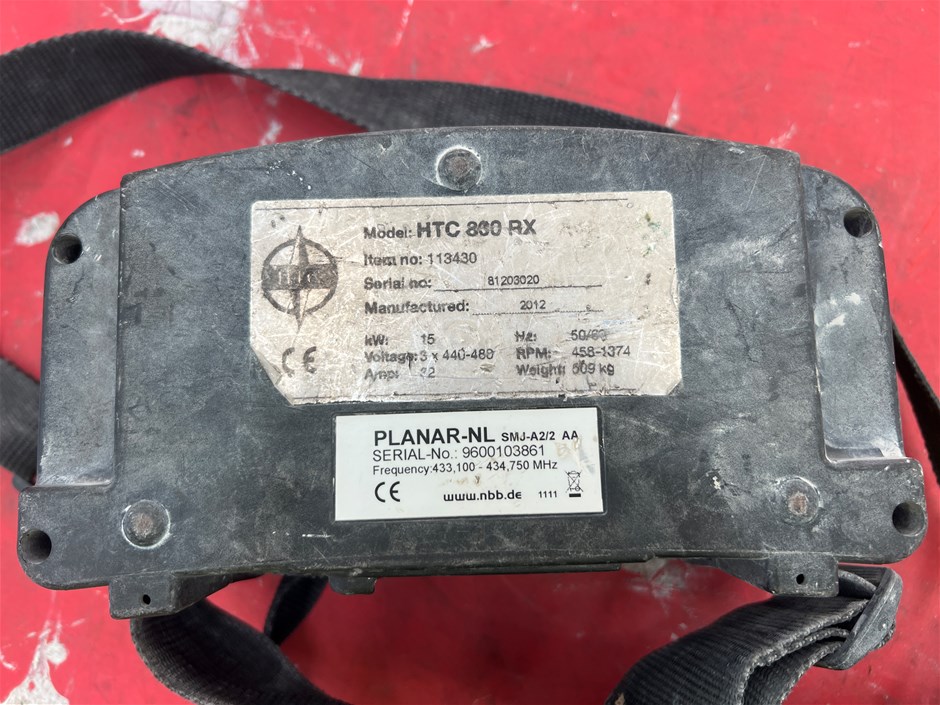 Model: HTC 800 RX
Item no: 113430
Serial no: 81203020
Manufactured: 2012
kW: 15 Hz: 50/60
Voltage: 3 x 440-480 RPM: 458-1374
Amp: Weight: 509 kg
CE
PLANAR-NL SMJ-A2/2 AA
SERIAL-No.: 9600103861
Frequency:433,100 - 434,750 MHz
CE www.nbb.de 1111